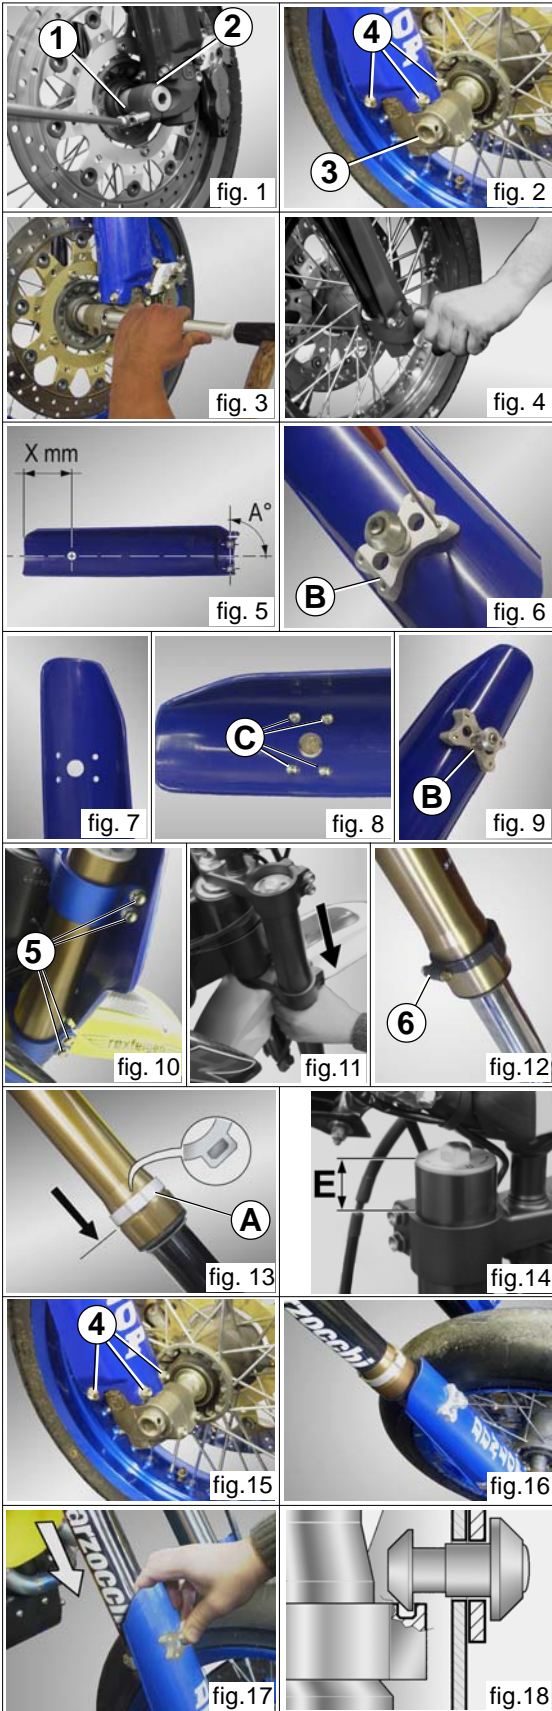 1
2
fig. 1
4
3
fig. 2
fig. 3
fig. 4
X mm
A°
fig. 5
B
fig. 6
fig. 7
C
fig. 8
B
fig. 9
5
fig. 10
fig.11
6
fig.12
A
fig. 13
E
fig.14
4
fig.15
zocchi
fig.16
arzocchi
fig.17
fig.18